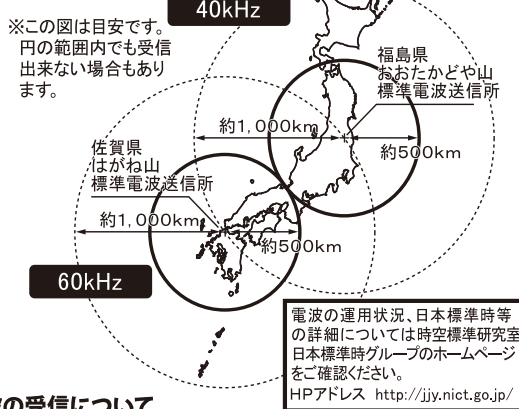 40kHz
※この図は目安です。
円の範囲内でも受信
出来ない場合もあり
ます。
福島県
おおたかどや山
標準電波送信所
約1,000km
約500km
佐賀県
はがね山
標準電波送信所
約1,000km
約500km
60kHz
電波の運用状況、日本標準時等
の詳細については時空標準研究室
日本標準時グループのホームページ
をご確認ください。
HPアドレス http://jjy.nict.go.jp/
の受信について